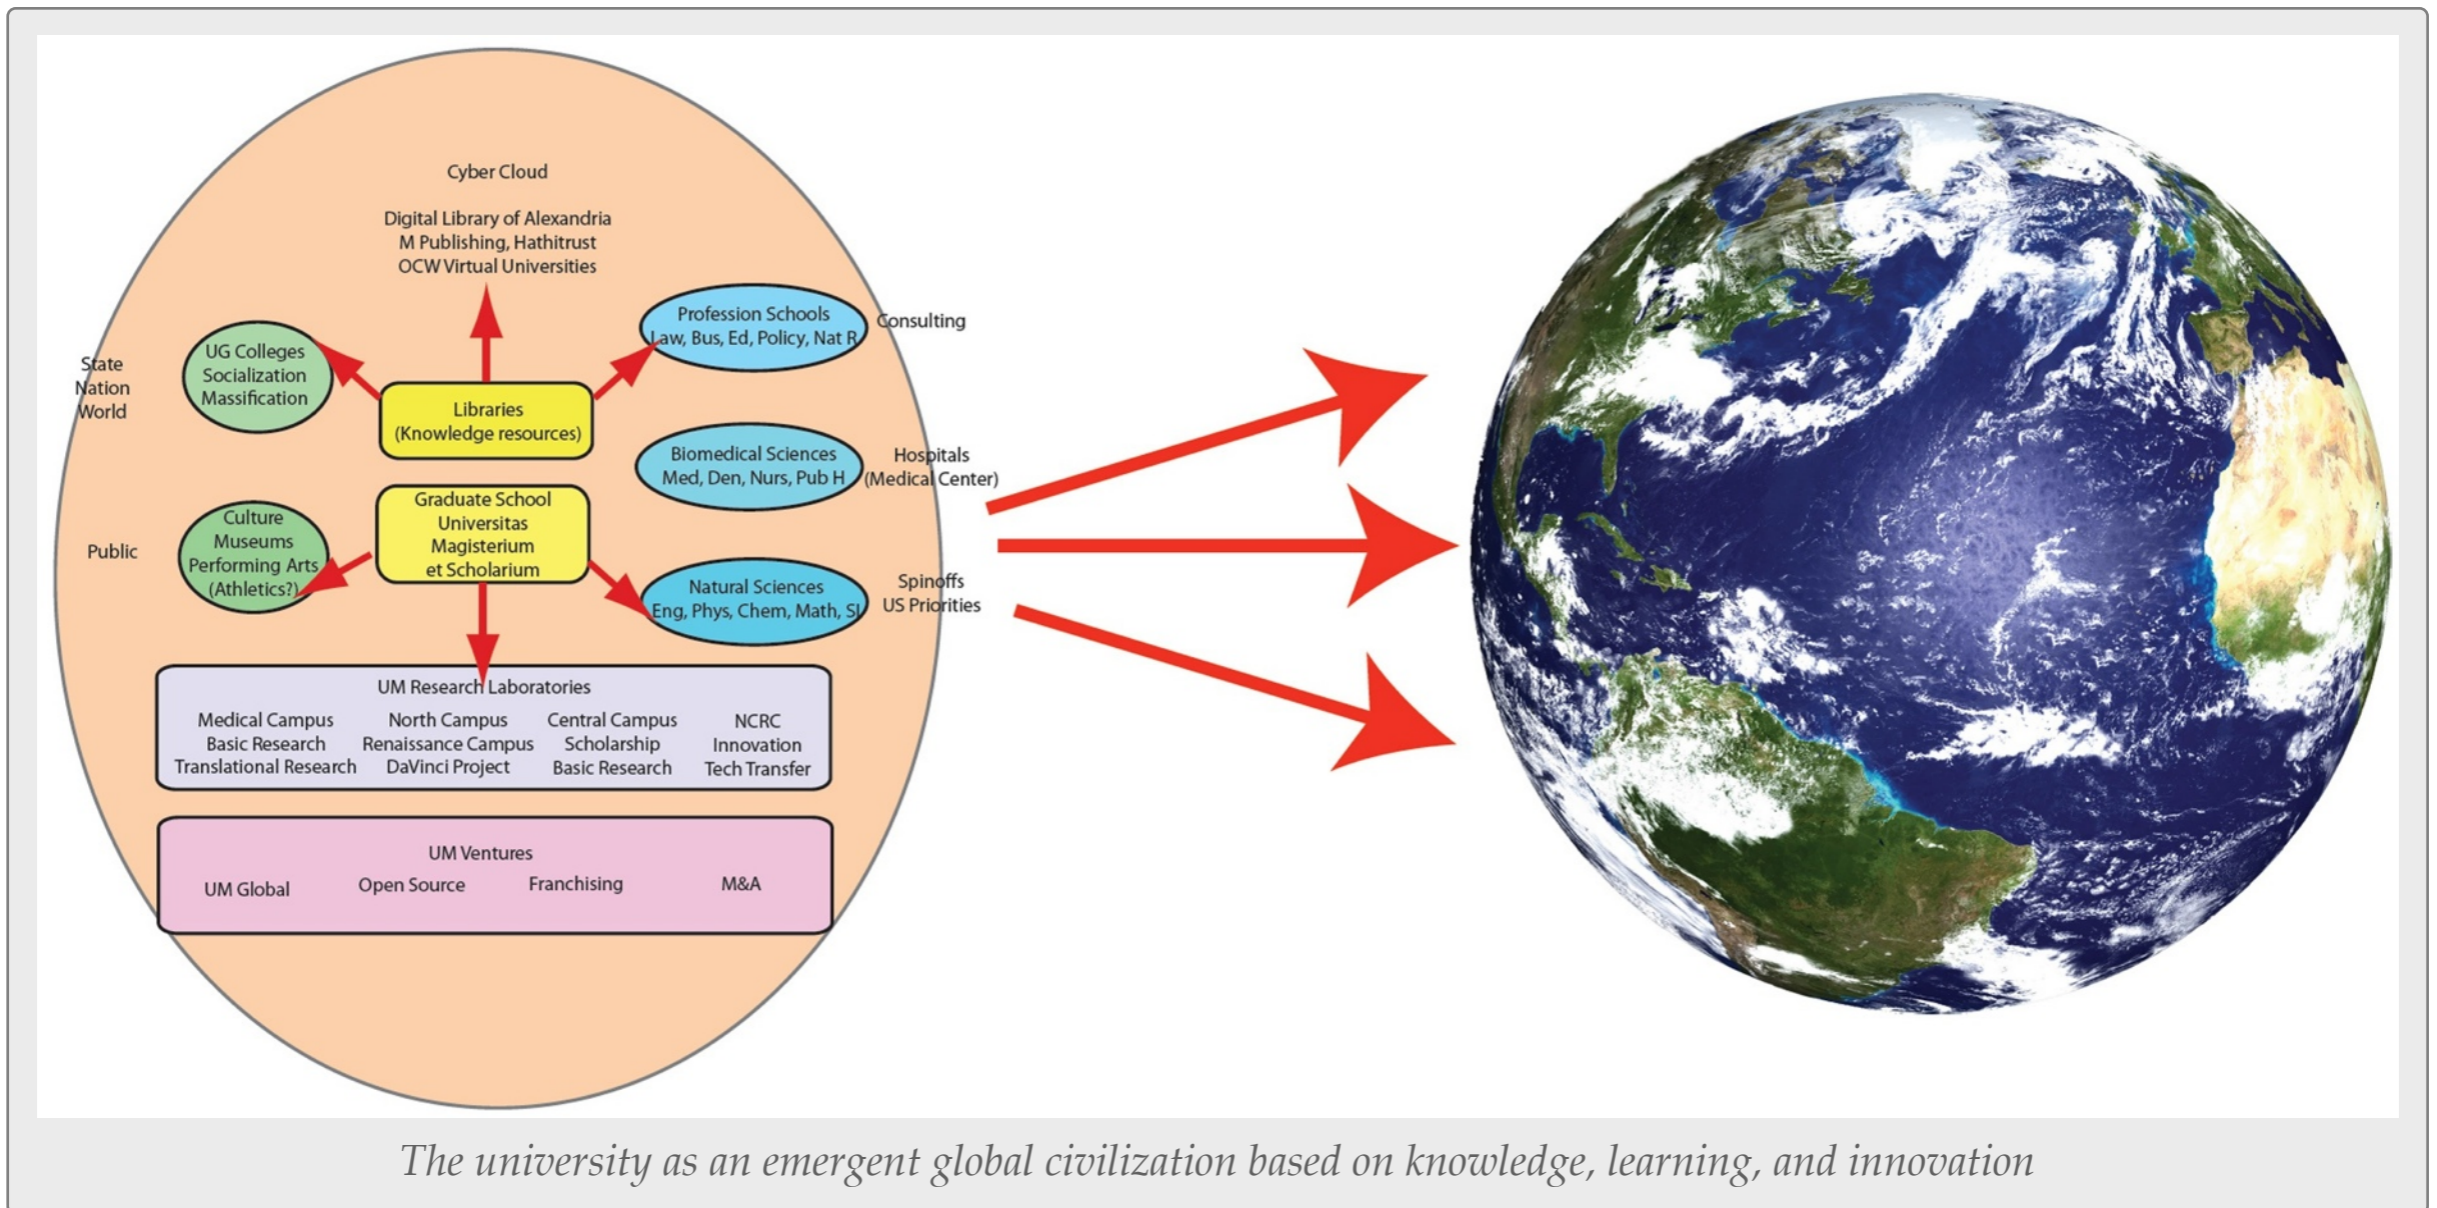 Cyber Cloud
Digital Library of Alexandria
M Publishing, Hathitrust
OCW Virtual Universities
Profession Schools
Law, Bus, Ed, Policy, Nat R
Consulting
State
Nation
World
UG Colleges
Socialization
Massification
Libraries
(Knowledge resources)
Biomedical Sciences
Med, Den, Nurs, Pub H
Hospitals
(Medical Center)
Public
Culture
Museums
Performing Arts
(Athletics?)
Graduate School
Universitas
Magisterium
et Scholarium
Natural Sciences
Eng, Phys, Chem, Math, SI
Spinoffs
US Priorities
UM Research Laboratories
Medical Campus
Basic Research
Translational Research
North Campus
Renaissance Campus
DaVinci Project
Central Campus
Scholarship
Basic Research
NCRC
Innovation
Tech Transfer
UM Ventures
UM Global
Open Source
Franchising
M&A
The university as an emergent global civilization based on knowledge, learning, and innovation